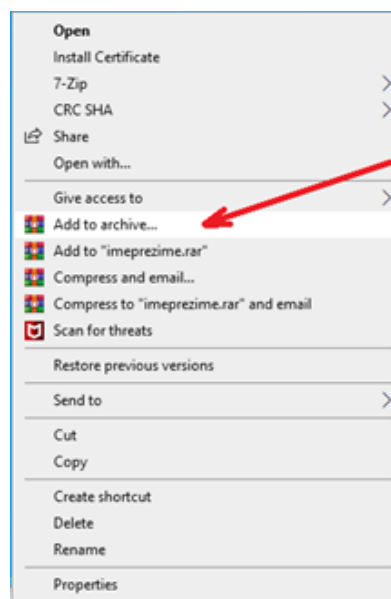 Open
Install Certificate
7-Zip
CRC SHA
Share
Open with...
Give access to
Add to archive...
Add to "imeprezime.rar"
Compress and email...
Compress to "imeprezime.rar" and email
Scan for threats
Restore previous versions
Send to
Cut
Copy
Create shortcut
Delete
Rename
Properties